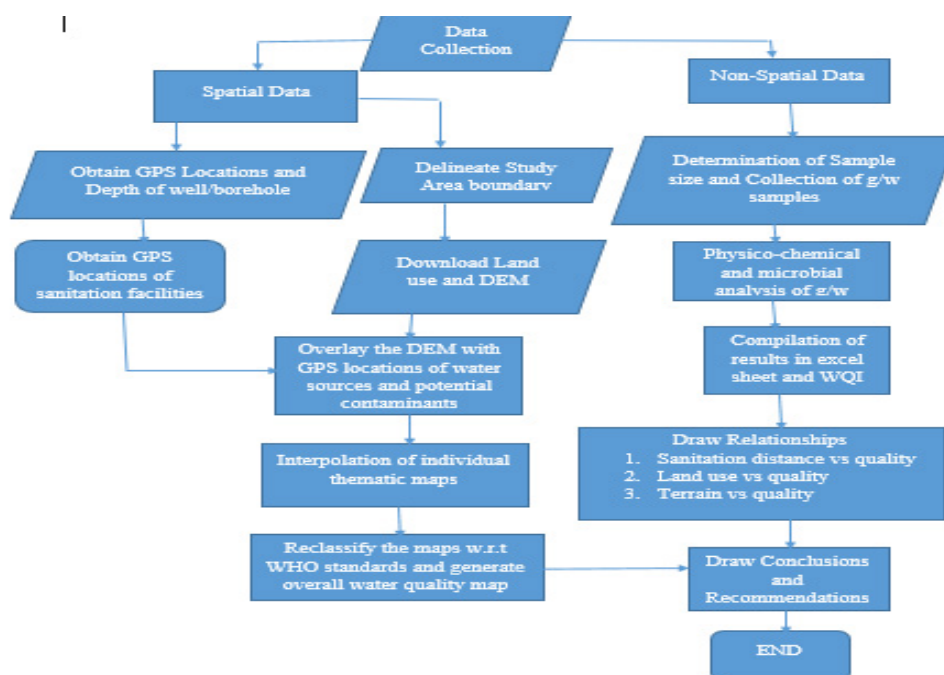 Data
Collection
Spatial Data
Non-Spatial Data
Obtain GPS Locations and
Depth of well/borehole
Delineate Study
Area boundary
Determination of Sample
size and Collection of g/w
samples
Obtain GPS
locations of
sanitation facilities
Download Land
use and DEM
Physico-chemical
and microbial
analysis of g/w
Overlay the DEM with
GPS locations of water
sources and potential
contaminants
Compilation of
results in excel
sheet and WQI
Interpolation of individual
thematic maps
Draw Relationships
1. Sanitation distance vs quality
2. Land use vs quality
3. Terrain vs quality
Reclassify the maps w.r.t
WHO standards and generate
overall water quality map
Draw Conclusions
and
Recommendations
END